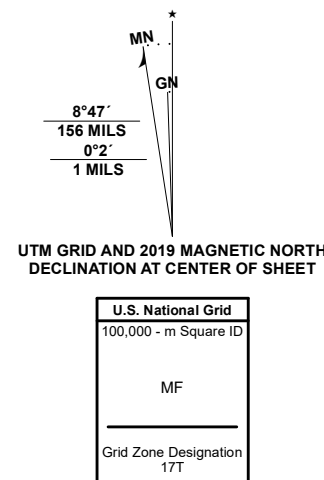 ★
MN
GN
8°47´
156 MILS
0°2´
1 MILS
UTM GRID AND 2019 MAGNETIC NORTH
DECLINATION AT CENTER OF SHEET
U.S. National Grid
100,000 - m Square ID
MF
Grid Zone Designation
17T